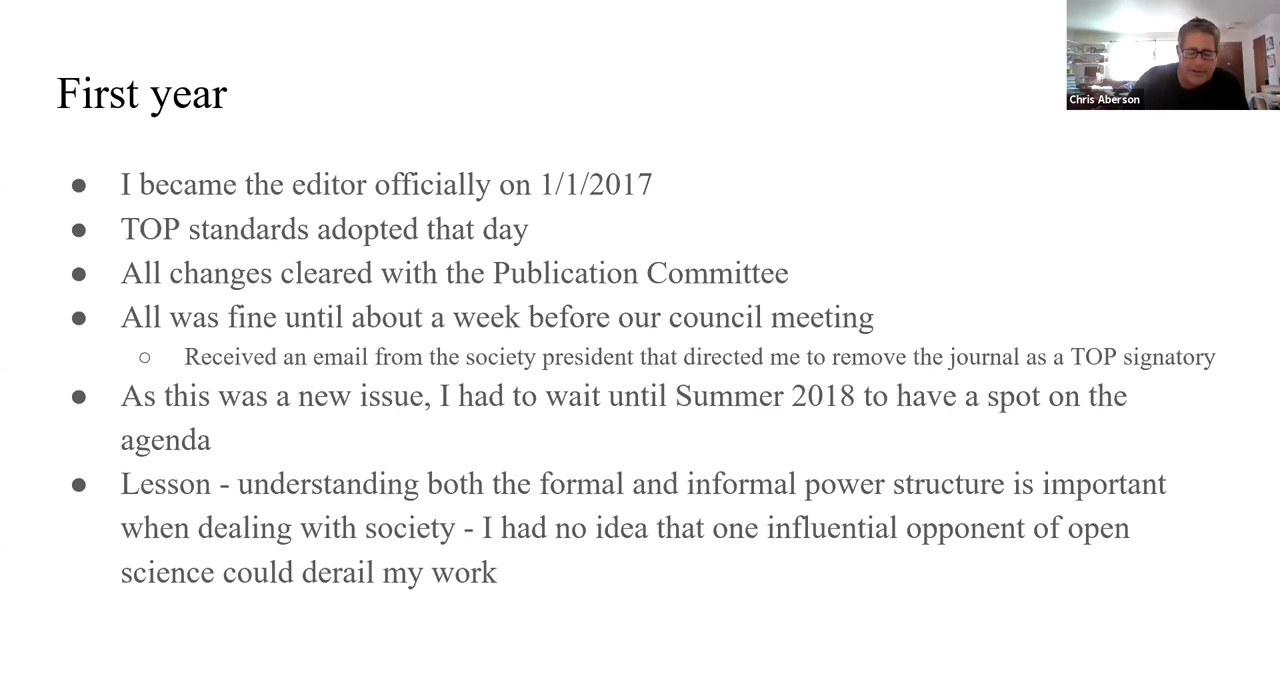 Chris Aberson
First year
● I became the editor officially on 1/1/2017
● TOP standards adopted that day
● All changes cleared with the Publication Committee
● All was fine until about a week before our council meeting
○ Received an email from the society president that directed me to remove the journal as a TOP signatory
● As this was a new issue, I had to wait until Summer 2018 to have a spot on the
agenda
● Lesson - understanding both the formal and informal power structure is important
when dealing with society - I had no idea that one influential opponent of open
science could derail my work